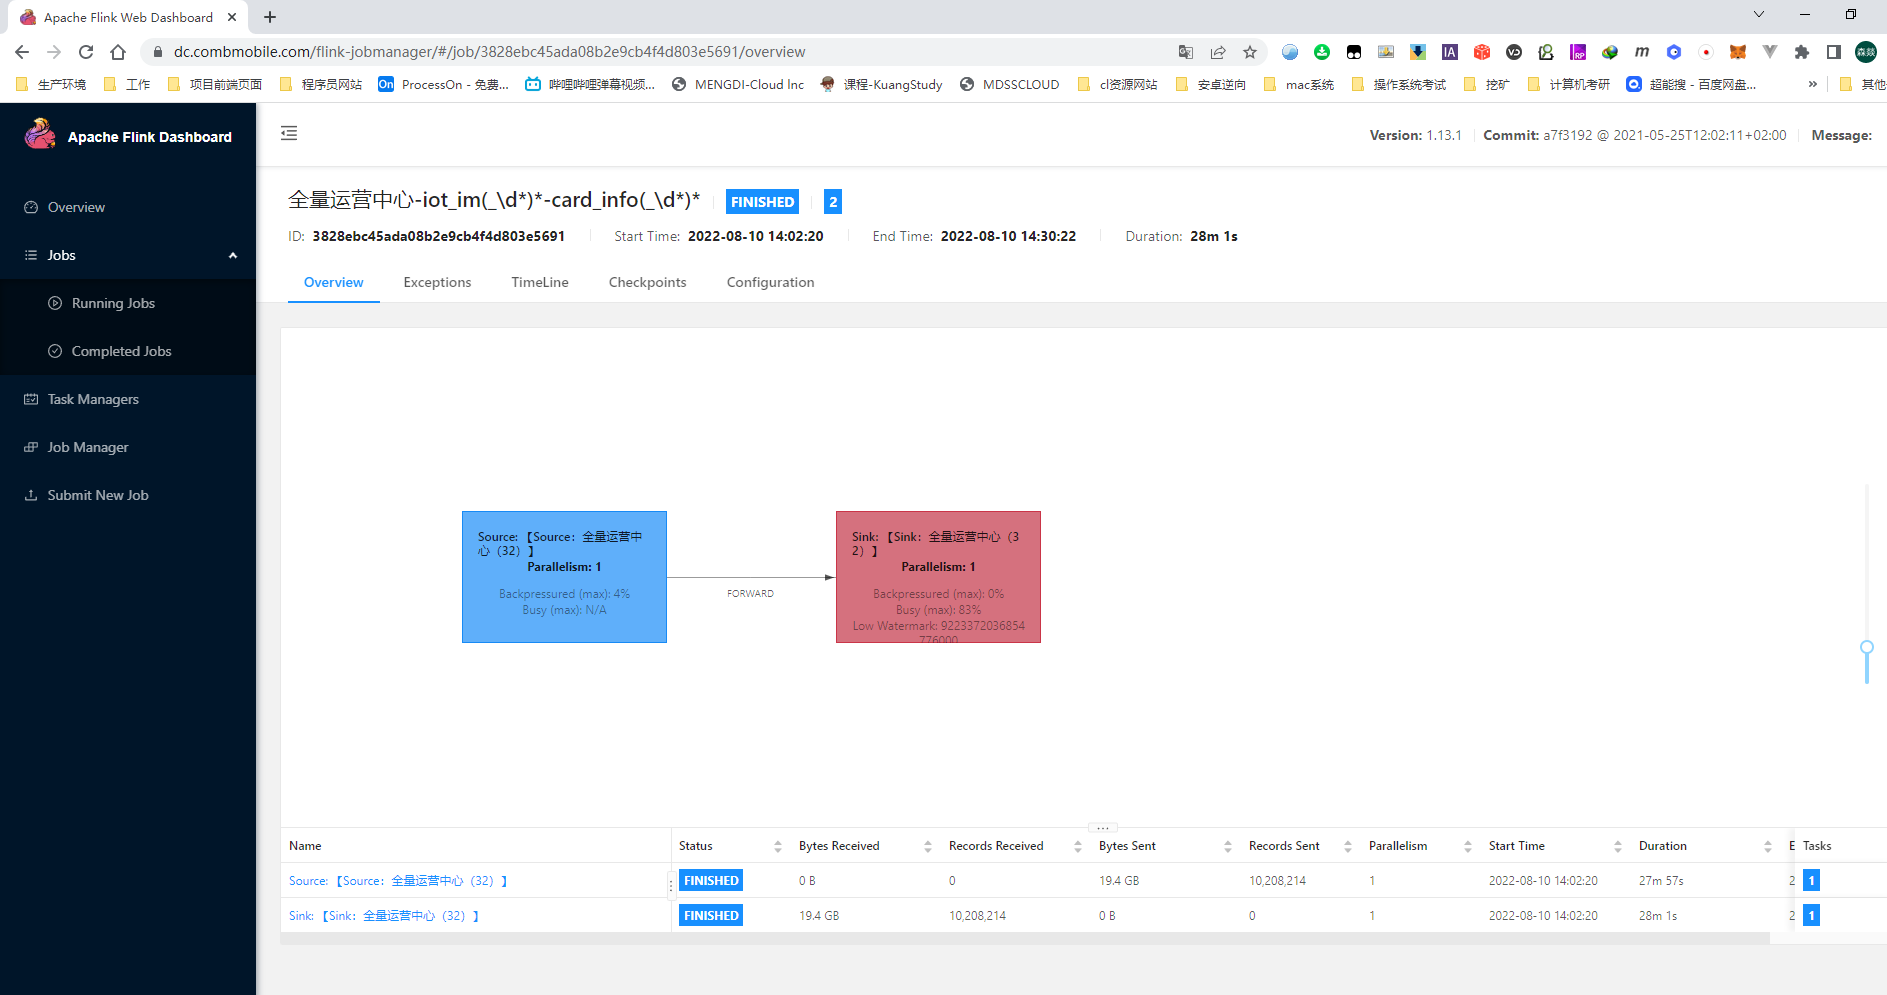 Apache Flink Web Dashboard
dc.combmobile.com/flink-jobmanager/#/job/3828ebc45ada08b2e9cb4f4d803e5691/overview
生产环境 工作 项目前端页面 程序员网站 On ProcessOn - 免费... 哔哩哔哩弹幕视频... MENGDI-Cloud Inc 课程-KuangStudy MDSSCLOUD cl资源网站 安卓逆向 mac系统 操作系统考试 挖矿 计算机考研 超能搜 - 百度网盘... » 其他
Apache Flink Dashboard
Version: 1.13.1 Commit: a7f3192 @ 2021-05-25T12:02:11+02:00 Message:
Overview
Jobs
Running Jobs
Completed Jobs
Task Managers
Job Manager
Submit New Job
全量运营中心-iot_im(_\d*)*-card_info(_\d*)* FINISHED 2
ID: 3828ebc45ada08b2e9cb4f4d803e5691 Start Time: 2022-08-10 14:02:20 End Time: 2022-08-10 14:30:22 Duration: 28m 1s
Overview Exceptions TimeLine Checkpoints Configuration
Source: 【Source：全量运营中
心（32）】
Parallelism: 1
Backpressured (max): 4%
Busy (max): N/A
FORWARD
Sink: 【Sink：全量运营中心（3
2）】
Parallelism: 1
Backpressured (max): 0%
Busy (max): 83%
Low Watermark: 9223372036854
776000
Name Status Bytes Received Records Received Bytes Sent Records Sent Parallelism Start Time Duration E Tasks
Source: 【Source：全量运营中心（32）】 FINISHED 0 B 0 19.4 GB 10,208,214 1 2022-08-10 14:02:20 27m 57s 2 1
Sink: 【Sink：全量运营中心（32）】 FINISHED 19.4 GB 10,208,214 0 B 0 1 2022-08-10 14:02:20 28m 1s 2 1